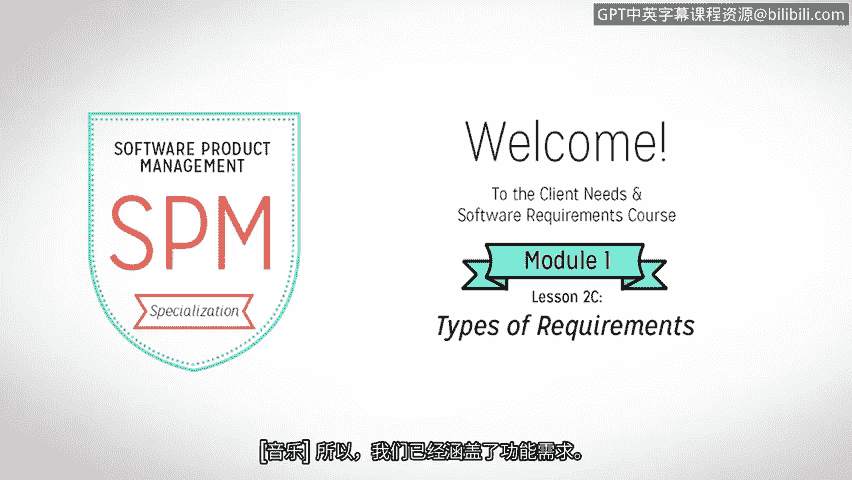 GPT中英字幕课程资源@bilibili.com
SOFTWARE PRODUCT
MANAGEMENT
SPM
Specialization
Welcome!
To the Client Needs &
Software Requirements Course
Module 1
Lesson 2C:
Types of Requirements
[音乐] 所以，我们已经涵盖了功能需求。